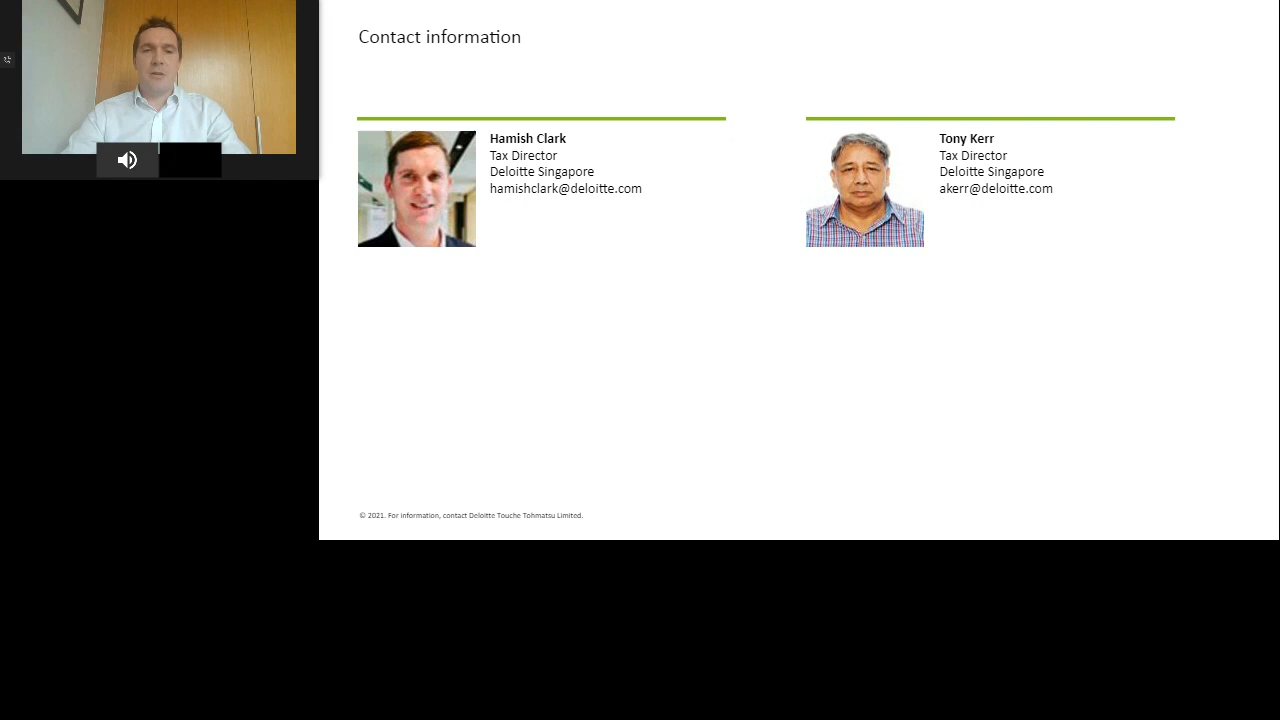 Contact information
Hamish Clark
Tax Director
Deloitte Singapore
hamishclark@deloitte.com
Tony Kerr
Tax Director
Deloitte Singapore
akerr@deloitte.com
© 2021. For information, contact Deloitte Touche Tohmatsu Limited.